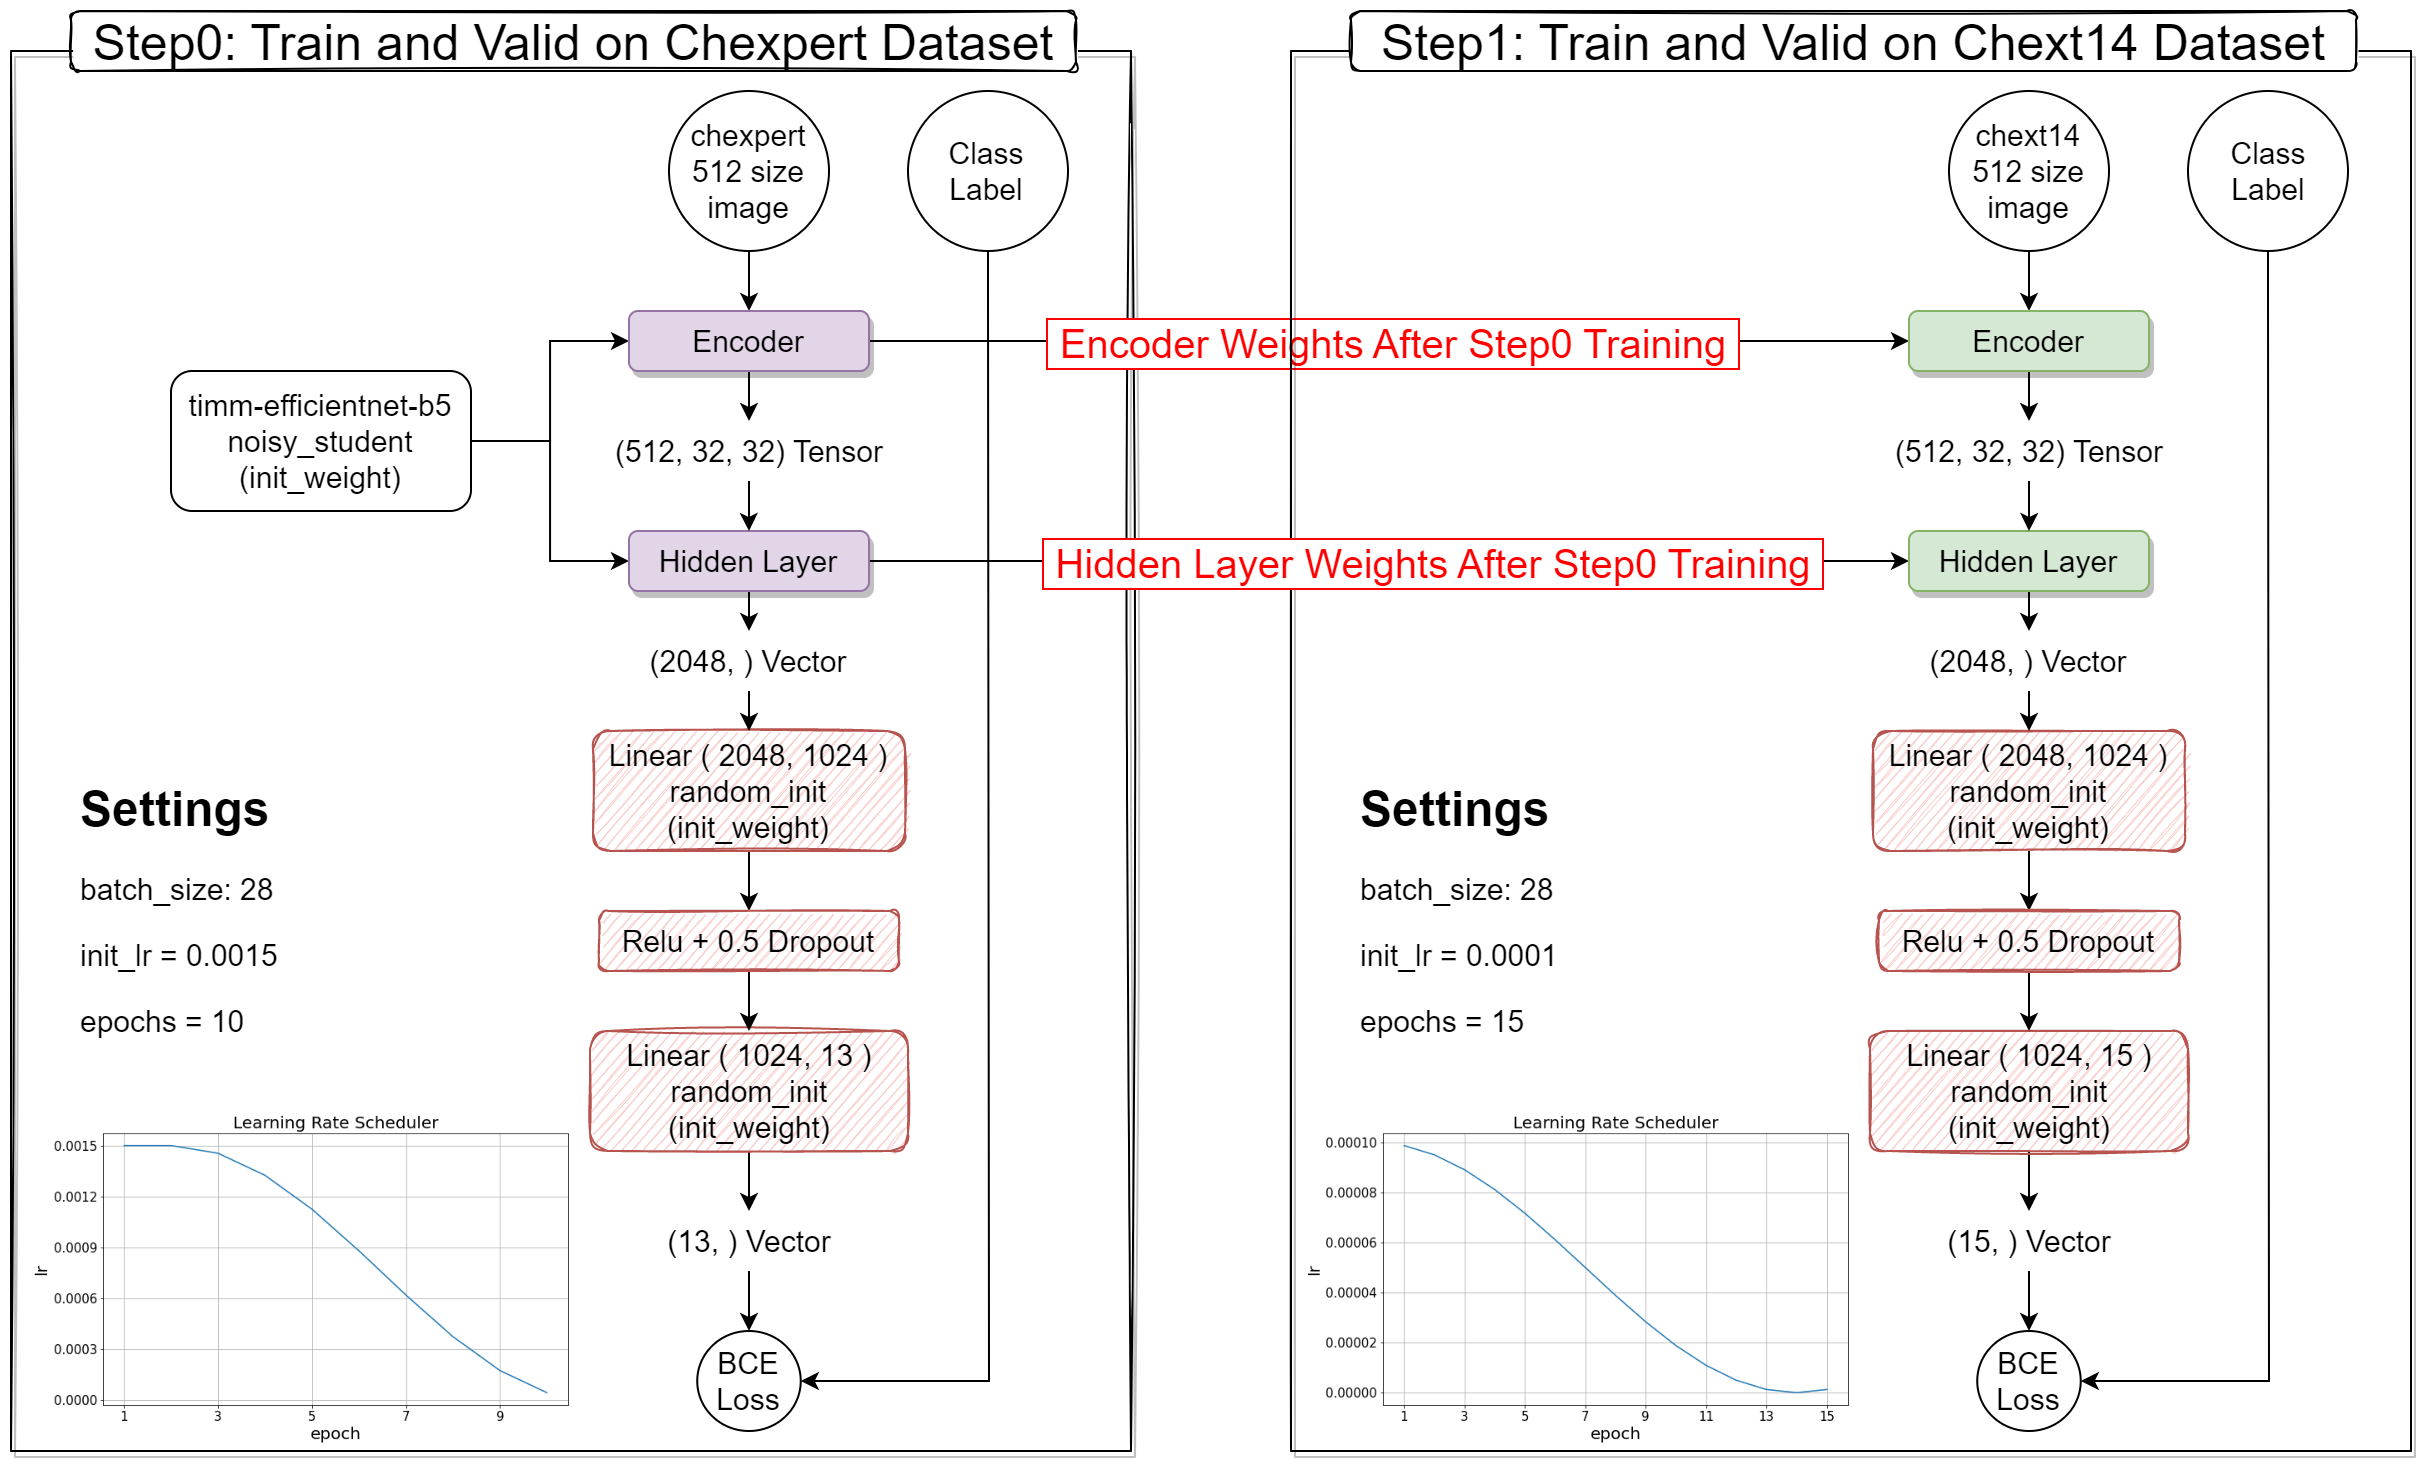 Step0: Train and Valid on Chexpert Dataset
chexpert
512 size
image
Class
Label
Encoder
timm-efficientnet-b5
noisy_student
(init_weight)
(512, 32, 32) Tensor
Hidden Layer
(2048, ) Vector
Linear ( 2048, 1024 )
random_init
(init_weight)
Relu + 0.5 Dropout
Linear ( 1024, 13 )
random_init
(init_weight)
(13, ) Vector
BCE
Loss
Settings
batch_size: 28
init_lr = 0.0015
epochs = 10
Learning Rate Scheduler
0.0015
0.0012
0.0009
0.0006
0.0003
0.0000
lr
1 3 5 7 9
epoch
Encoder Weights After Step0 Training
Hidden Layer Weights After Step0 Training
Step1: Train and Valid on Chext14 Dataset
chext14
512 size
image
Class
Label
Encoder
(512, 32, 32) Tensor
Hidden Layer
(2048, ) Vector
Linear ( 2048, 1024 )
random_init
(init_weight)
Relu + 0.5 Dropout
Linear ( 1024, 15 )
random_init
(init_weight)
(15, ) Vector
BCE
Loss
Settings
batch_size: 28
init_lr = 0.0001
epochs = 15
Learning Rate Scheduler
0.00010
0.00008
0.00006
0.00004
0.00002
0.00000
lr
1 3 5 7 9 11 13 15
epoch